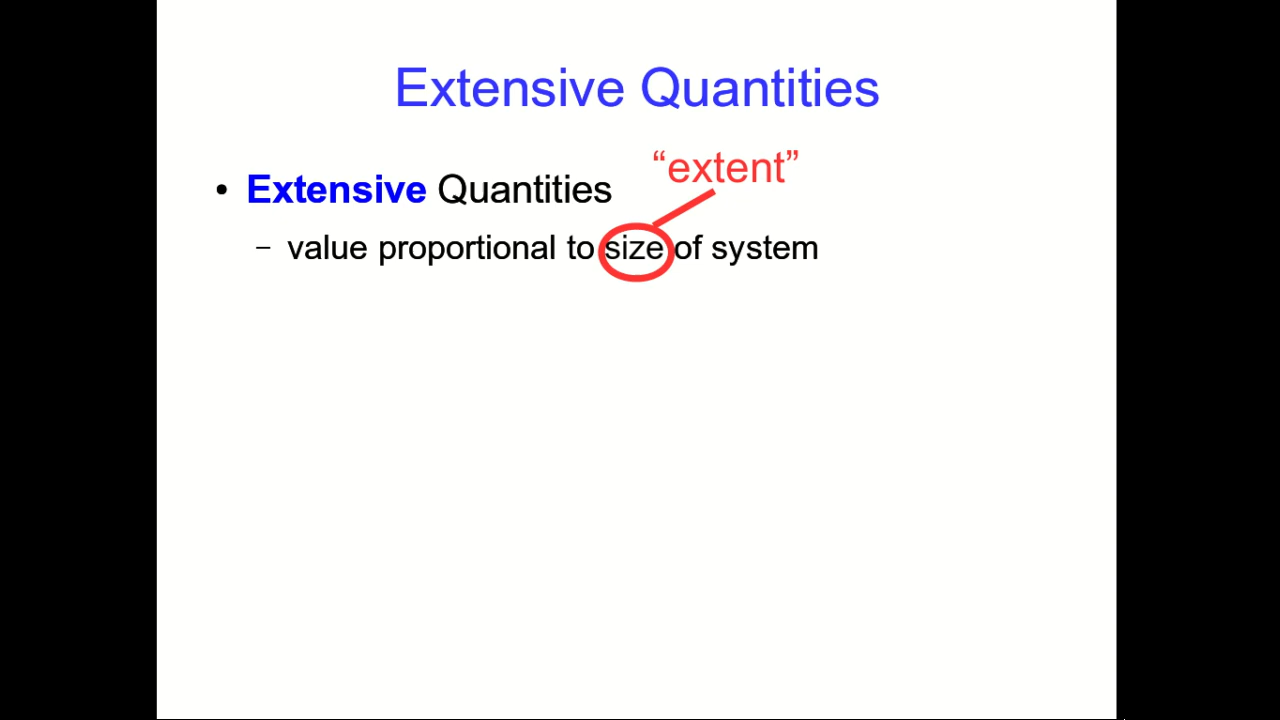 Extensive Quantities
“extent”
• Extensive Quantities
– value proportional to size of system